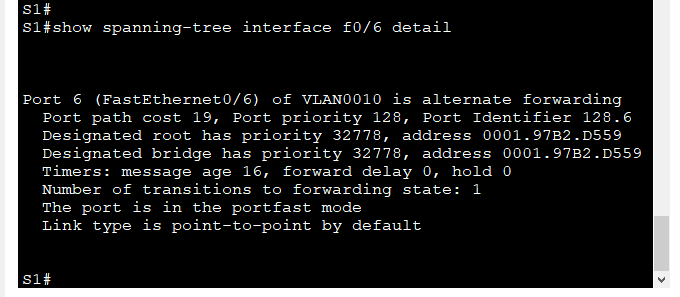 S1#
S1#show spanning-tree interface f0/6 detail
Port 6 (FastEthernet0/6) of VLAN0010 is alternate forwarding
Port path cost 19, Port priority 128, Port Identifier 128.6
Designated root has priority 32778, address 0001.97B2.D559
Designated bridge has priority 32778, address 0001.97B2.D559
Timers: message age 16, forward delay 0, hold 0
Number of transitions to forwarding state: 1
The port is in the portfast mode
Link type is point-to-point by default
S1#